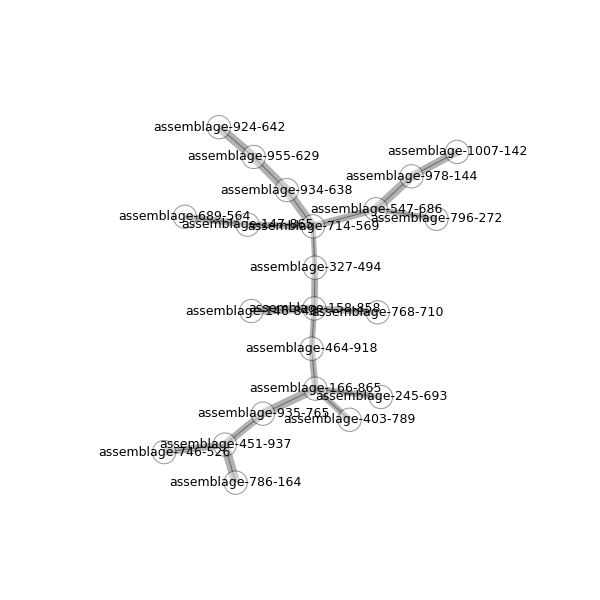 assemblage-924-642
assemblage-1007-142
assemblage-955-629
assemblage-978-144
assemblage-934-638
assemblage-547-686
assemblage-689-564
assemblage-796-272
assemblage-147-865
assemblage-714-569
assemblage-327-494
assemblage-158-858
assemblage-768-710
assemblage-464-918
assemblage-166-865
assemblage-245-693
assemblage-935-765
assemblage-403-789
assemblage-451-937
assemblage-746-526
assemblage-786-164